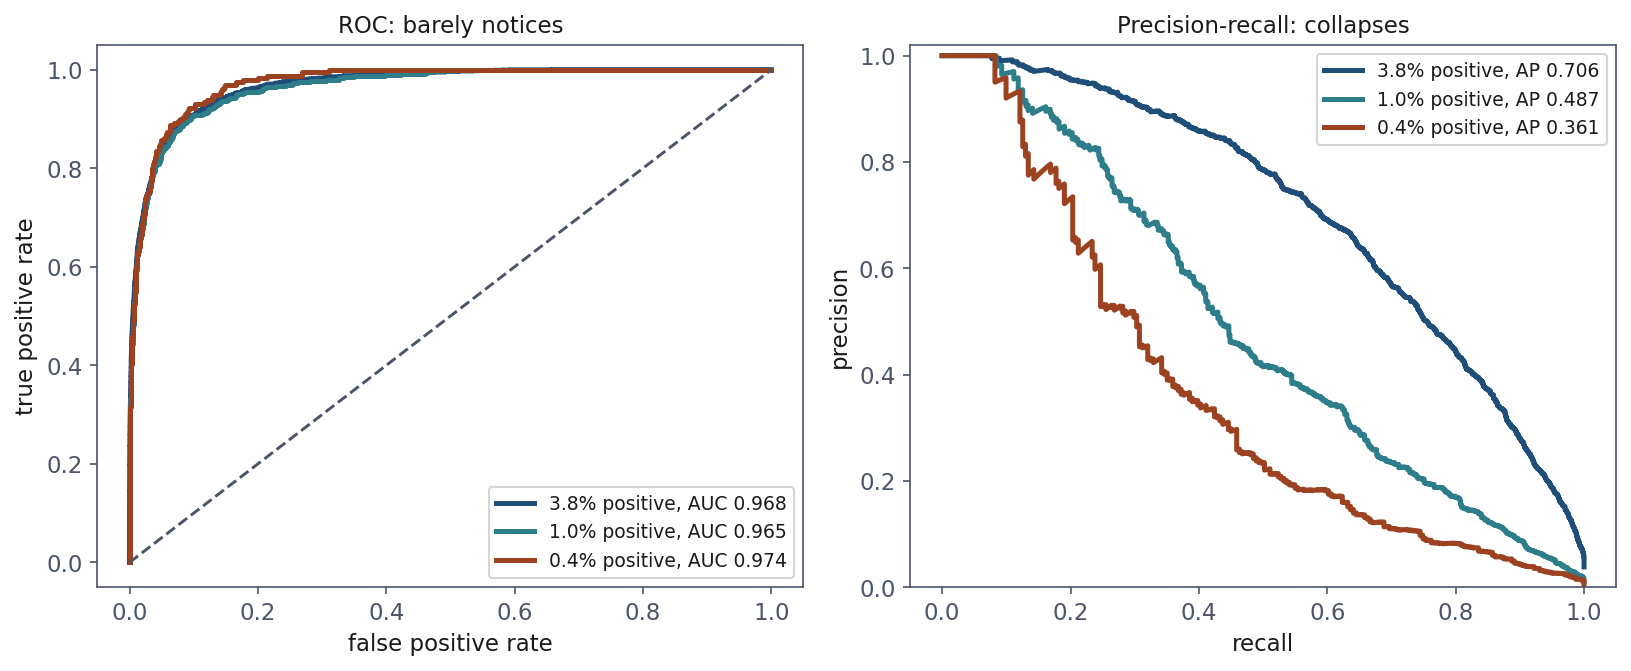 ROC: barely notices
true positive rate
1.0
0.8
0.6
0.4
0.2
0.0
3.8% positive, AUC 0.968
1.0% positive, AUC 0.965
0.4% positive, AUC 0.974
0.0 0.2 0.4 0.6 0.8 1.0
false positive rate
Precision-recall: collapses
precision
1.0
0.8
0.6
0.4
0.2
0.0
3.8% positive, AP 0.706
1.0% positive, AP 0.487
0.4% positive, AP 0.361
0.0 0.2 0.4 0.6 0.8 1.0
recall